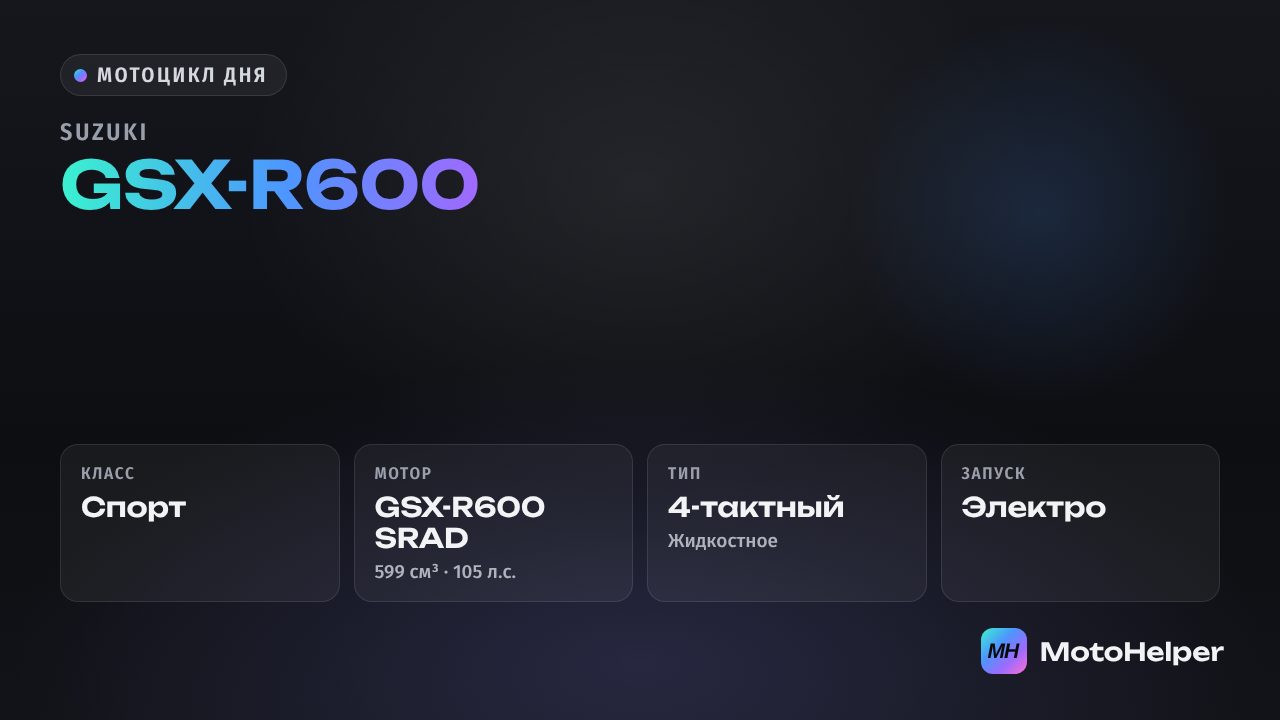 МОТОЦИКЛ ДНЯ
SUZUKI
GSX-R600
КЛАСС
Спорт
МОТОР
GSX-R600
SRAD
599 см³ · 105 л.с.
ТИП
4-тактный
Жидкостное
ЗАПУСК
Электро
MH MotoHelper